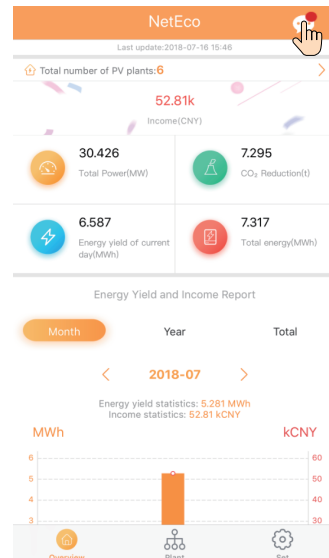 NetEco
Last update:2018-07-16 15:46
Total number of PV plants:6
52.81k
Income(CNY)
30.426
Total Power(MW)
7.295
CO₂ Reduction(t)
6.587
Energy yield of current
day(MWh)
7.317
Total energy(MWh)
Energy Yield and Income Report
Month Year Total
2018-07
Energy yield statistics: 5.281 MWh
Income statistics: 52.81 kCNY
MWh kCNY
6 60
5 50
4 40
3 30
Overview Plant Set